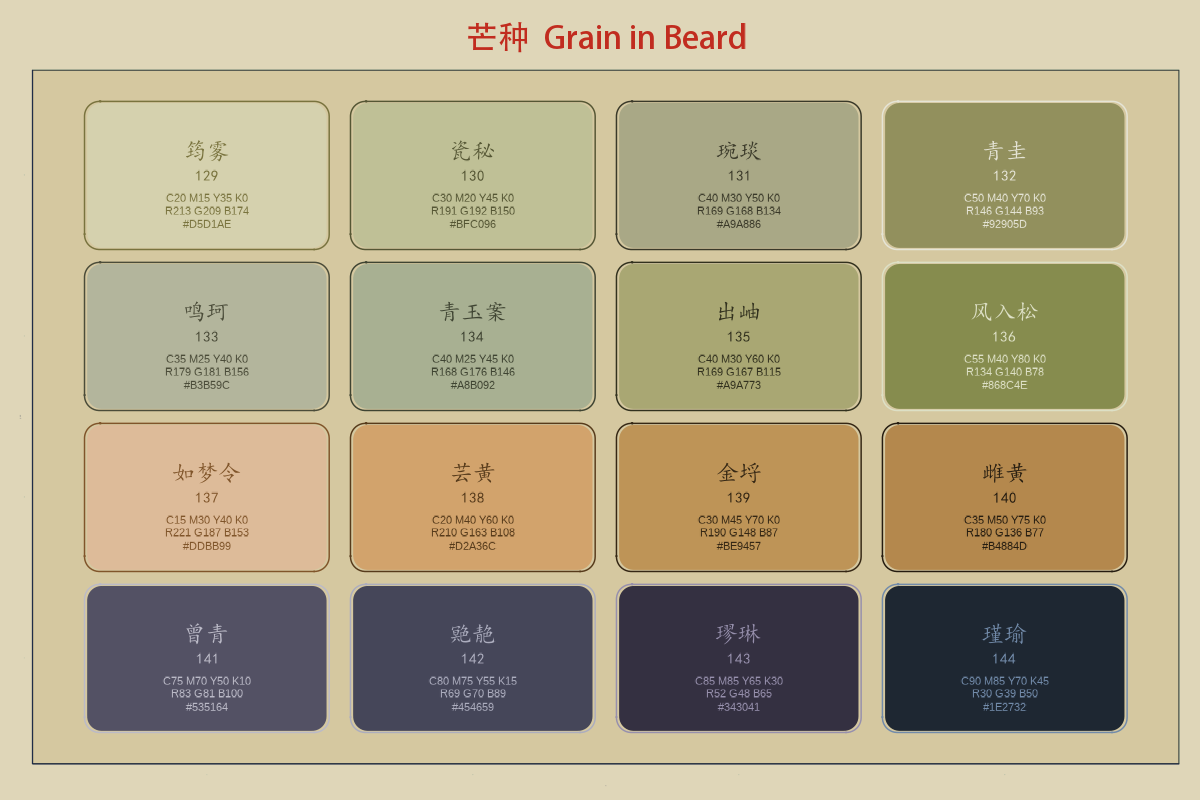 芒种 Grain in Beard
筠雾
129
C20 M15 Y35 K0
R213 G209 B174
#D5D1AE
瓷秘
130
C30 M20 Y45 K0
R191 G192 B150
#BFC096
琬琰
131
C40 M30 Y50 K0
R169 G168 B134
#A9A886
青圭
132
C50 M40 Y70 K0
R146 G144 B93
#92905D
鸣珂
133
C35 M25 Y40 K0
R179 G181 B156
#B3B59C
青玉案
134
C40 M25 Y45 K0
R168 G176 B146
#A8B092
出岫
135
C40 M30 Y60 K0
R169 G167 B115
#A9A773
风入松
136
C55 M40 Y80 K0
R134 G140 B78
#868C4E
如梦令
137
C15 M30 Y40 K0
R221 G187 B153
#DDBB99
芸黄
138
C20 M40 Y60 K0
R210 G163 B108
#D2A36C
金埒
139
C30 M45 Y70 K0
R190 G148 B87
#BE9457
雌黄
140
C35 M50 Y75 K0
R180 G136 B77
#B4884D
曾青
141
C75 M70 Y50 K10
R83 G81 B100
#535164
䒌靘
142
C80 M75 Y55 K15
R69 G70 B89
#454659
璆琳
143
C85 M85 Y65 K30
R52 G48 B65
#343041
瑾瑜
144
C90 M85 Y70 K45
R30 G39 B50
#1E2732